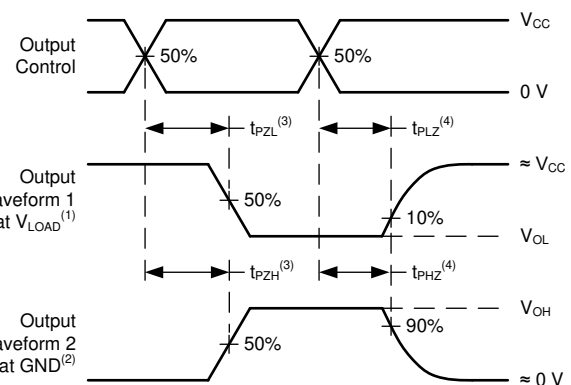 V_CC
Output
Control
50%
50%
0 V
t_PZL^(3)
t_PLZ^(4)
Output
≈ V_CC
aveform 1
50%
10%
at V_LOAD^(1)
V_OL
t_PZH^(3)
t_PHZ^(4)
Output
V_OH
aveform 2
50%
90%
at GND^(2)
≈ 0 V